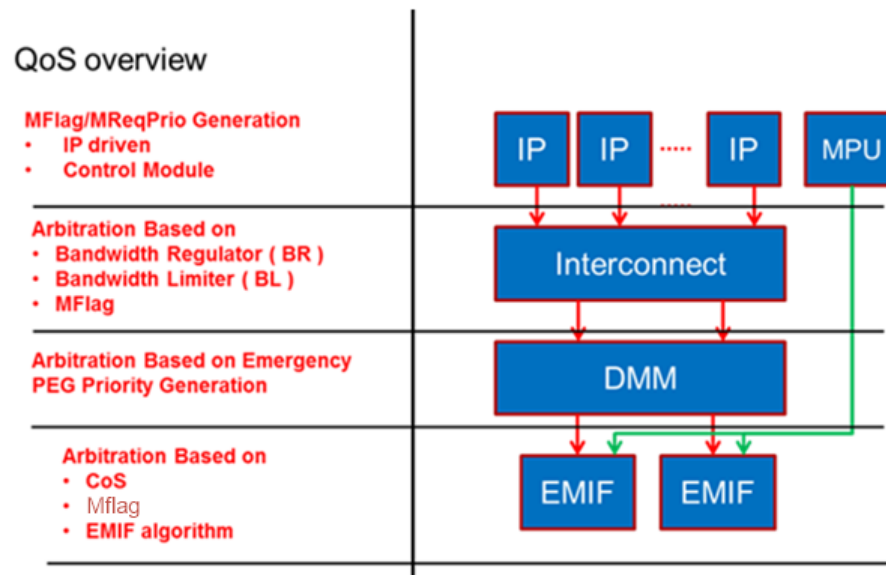 QoS overview
MFlag/MReqPrio Generation
• IP driven
• Control Module
IP IP ..... IP MPU
.....
Arbitration Based on
• Bandwidth Regulator ( BR )
• Bandwidth Limiter ( BL )
• MFlag
Interconnect
Arbitration Based on Emergency
PEG Priority Generation
DMM
Arbitration Based on
• CoS
• Mflag
• EMIF algorithm
EMIF EMIF